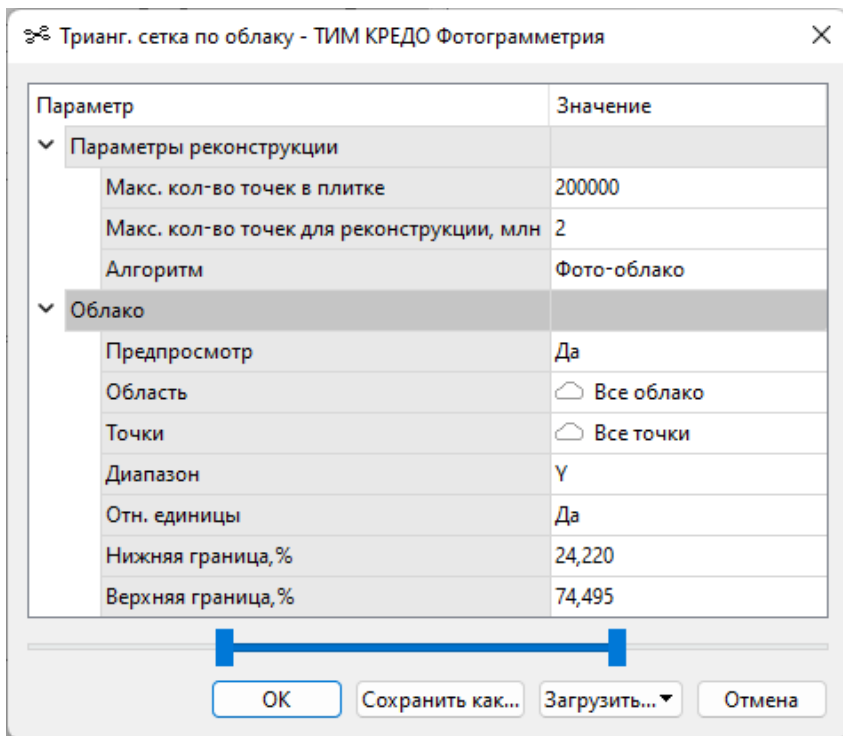 Трианг. сетка по облаку - ТИМ КРЕДО Фотограмметрия
Параметр Значение
Параметры реконструкции
Макс. кол-во точек в плитке 200000
Макс. кол-во точек для реконструкции, млн 2
Алгоритм Фото-облако
Облако
Предпросмотр Да
Область Все облако
Точки Все точки
Диапазон Y
Отн. единицы Да
Нижняя граница,% 24,220
Верхняя граница,% 74,495
OK Сохранить как... Загрузить... Отмена